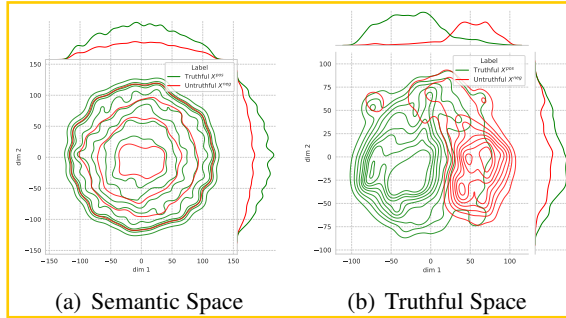 Label
Truthful X^pos
Untruthful X^neg
150
100
50
0
−50
−100
−150
dim 2
−150 −100 −50 0 50 100 150
dim 1
(a) Semantic Space
Label
Truthful X^pos
Untruthful X^neg
100
75
50
25
0
−25
−50
−75
−100
dim 2
−100 −50 0 50 100
dim 1
(b) Truthful Space